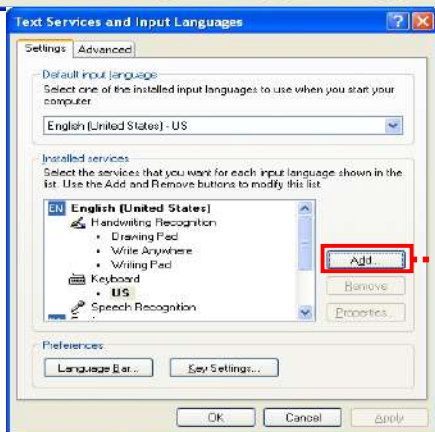 Text Services and Input Languages
Settings Advanced
Default input language
Select one of the installed input languages to use when you start your
computer
English (United States) - US
Installed services
Select the services that you want for each input language shown in the
list. Use the Add and Remove buttons to modify this list
EN English (United States)
Handwriting Recognition
• Drawing Pad
• Write Anywhere
• Writing Pad
Keyboard
• US
Speech Recognition
Add...
Remove
Properties...
Preferences
Language Bar...
Key Settings...
OK Cancel Apply